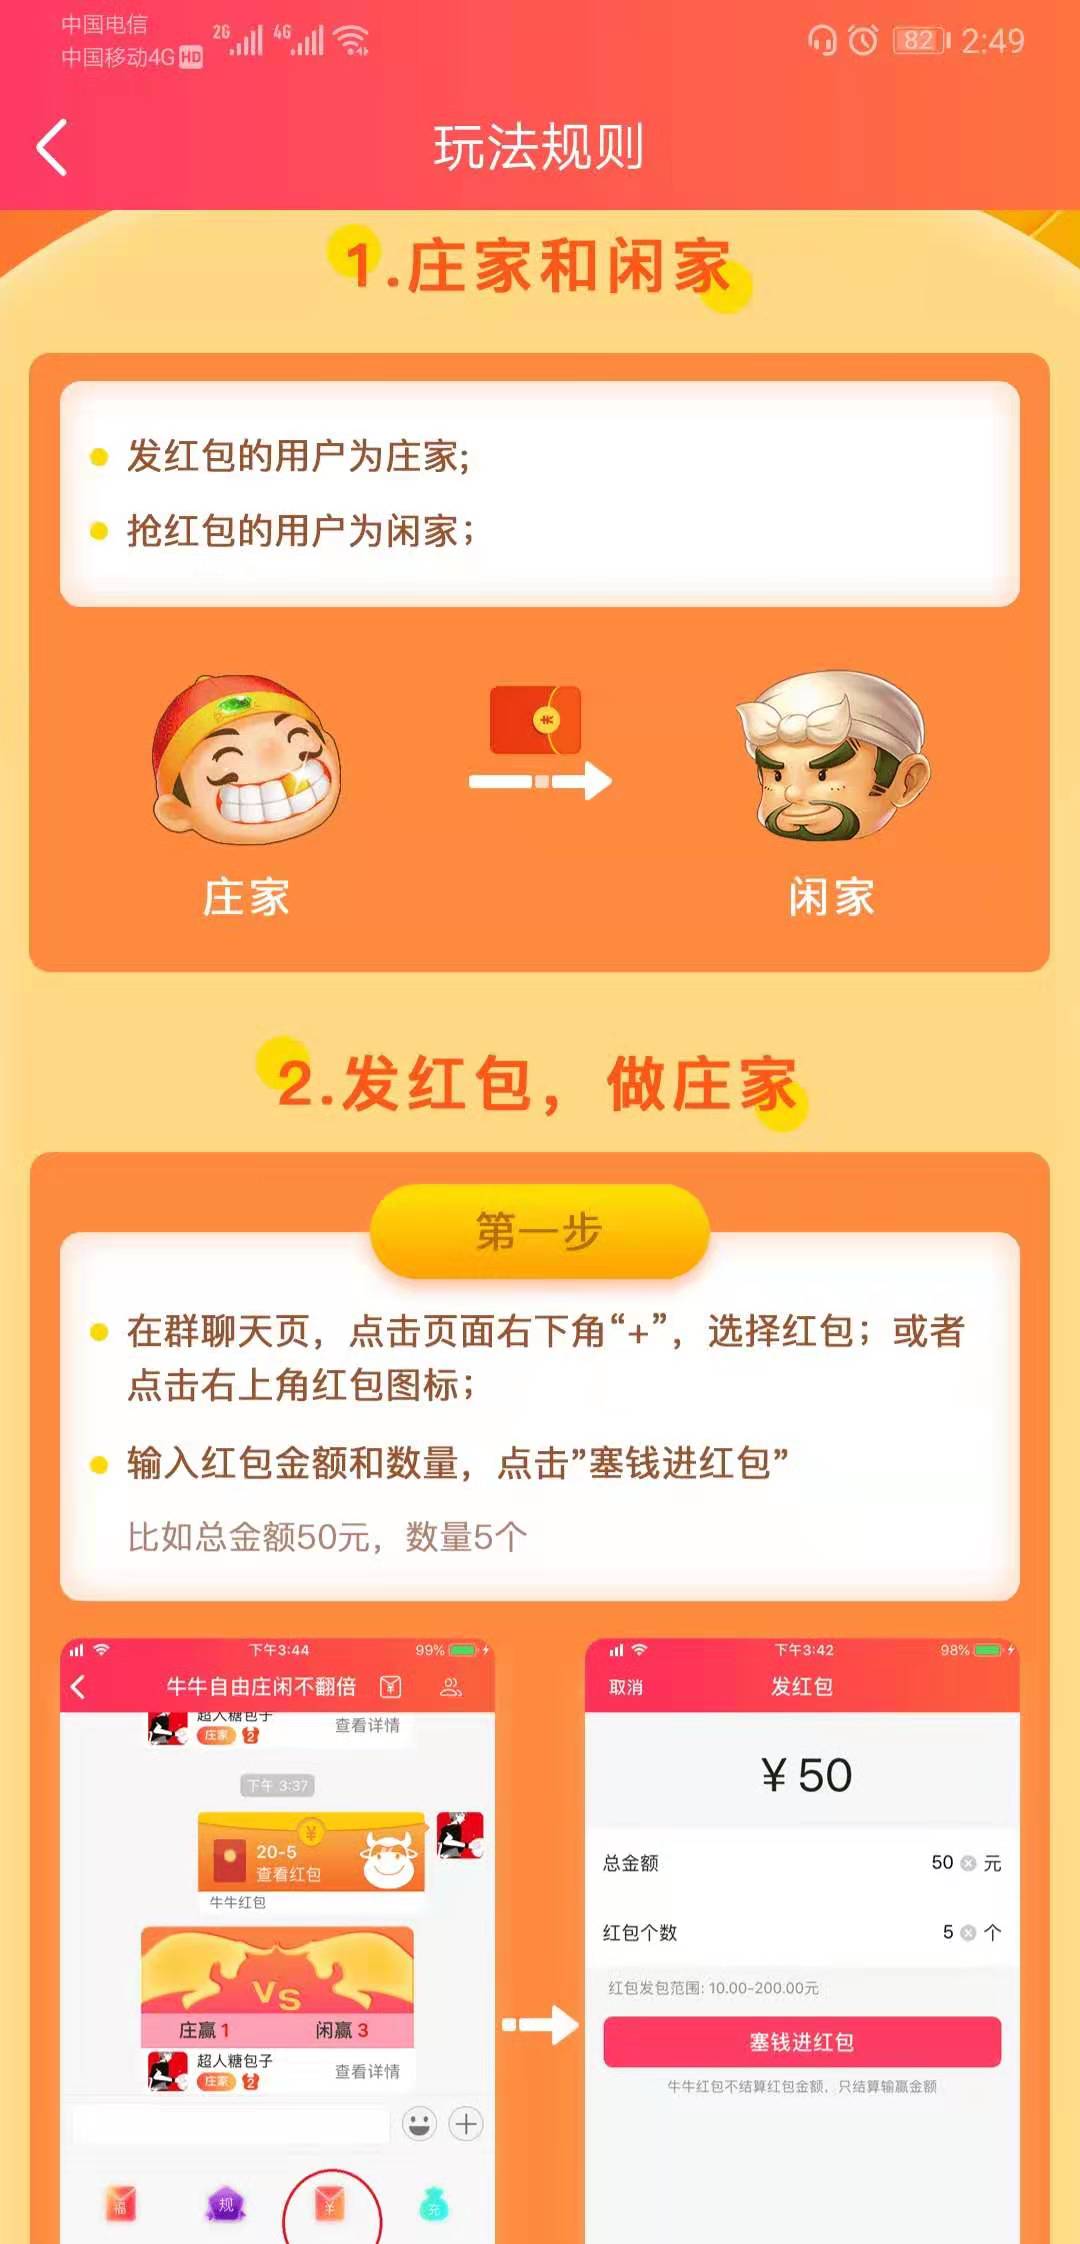 中国电信
中国移动4G HD
2G
4G
82
2:49
玩法规则
1.庄家和闲家
发红包的用户为庄家;
抢红包的用户为闲家;
庄家
闲家
2.发红包，做庄家
第一步
在群聊天页，点击页面右下角“+”，选择红包；或者
点击右上角红包图标；
输入红包金额和数量，点击”塞钱进红包”
比如总金额50元，数量5个
下午3:44
99%
牛牛自由庄闲不翻倍
超人糖包子
庄家 2
查看详情
下午 3:37
20-5
查看红包
牛牛红包
VS
庄赢 1
闲赢 3
超人糖包子
庄家 2
查看详情
福
规
¥
充
下午3:42
98%
取消
发红包
¥ 50
总金额
50 元
红包个数
5 个
红包发包范围: 10.00-200.00元
塞钱进红包
牛牛红包不结算红包金额，只结算输赢金额